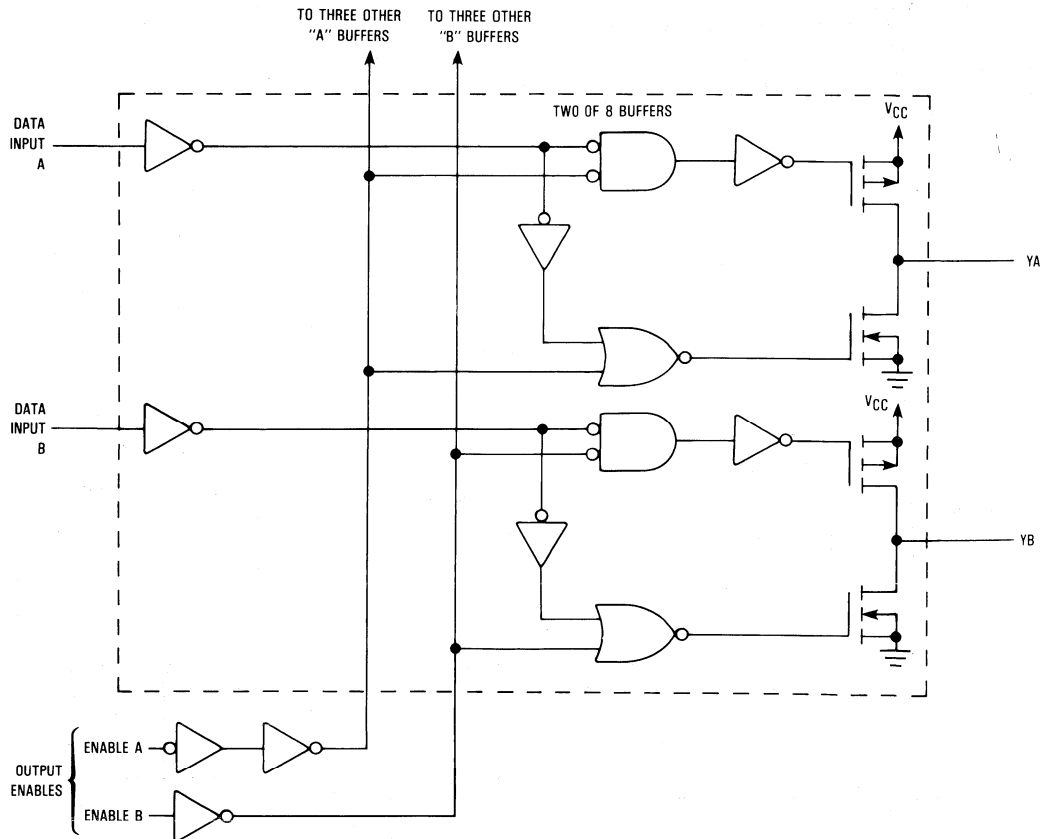 TO THREE OTHER
"A" BUFFERS
TO THREE OTHER
"B" BUFFERS
TWO OF 8 BUFFERS
VCC
DATA
INPUT
A
YA
DATA
INPUT
B
VCC
YB
OUTPUT
ENABLES
ENABLE A
ENABLE B